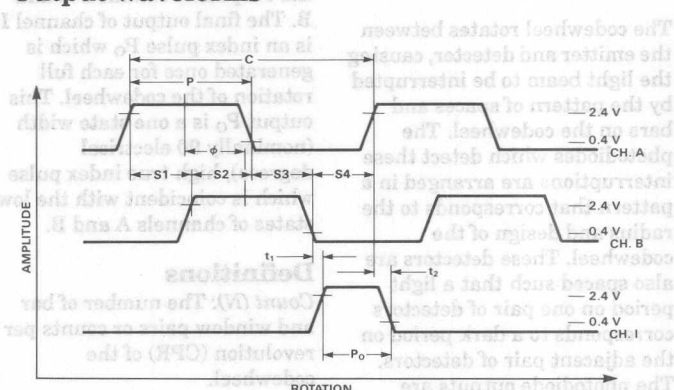 Output Waveforms
C
P
2.4 V
0.4 V
CH. A
ϕ
S1 S2 S3 S4
2.4 V
0.4 V
CH. B
t₁
t₂
2.4 V
0.4 V
CH. I
P₀
AMPLITUDE
ROTATION
The codewheel rotates between
the emitter and detector, causing
the light beam to be interrupted
by the pattern of spaces and
bars on the codewheel. The
photodiodes which detect these
interruptions are arranged in a
pattern that corresponds to the
radius and design of the
codewheel. These detectors are
also spaced such that a light
period on one pair of detectors
corresponds to a dark period on
the adjacent pair of detectors.
The photodiode outputs are
B. The final output of channel I
is an index pulse P₀ which is
generated once for each full
rotation of the codewheel. This
output P₀ is a one state width
(nominally 90 electrical
degrees), high true index pulse
which is coincident with the low
states of channels A and B.
Definitions
Count (N): The number of bar
and window pairs or counts per
revolution (CPR) of the
codewheel.